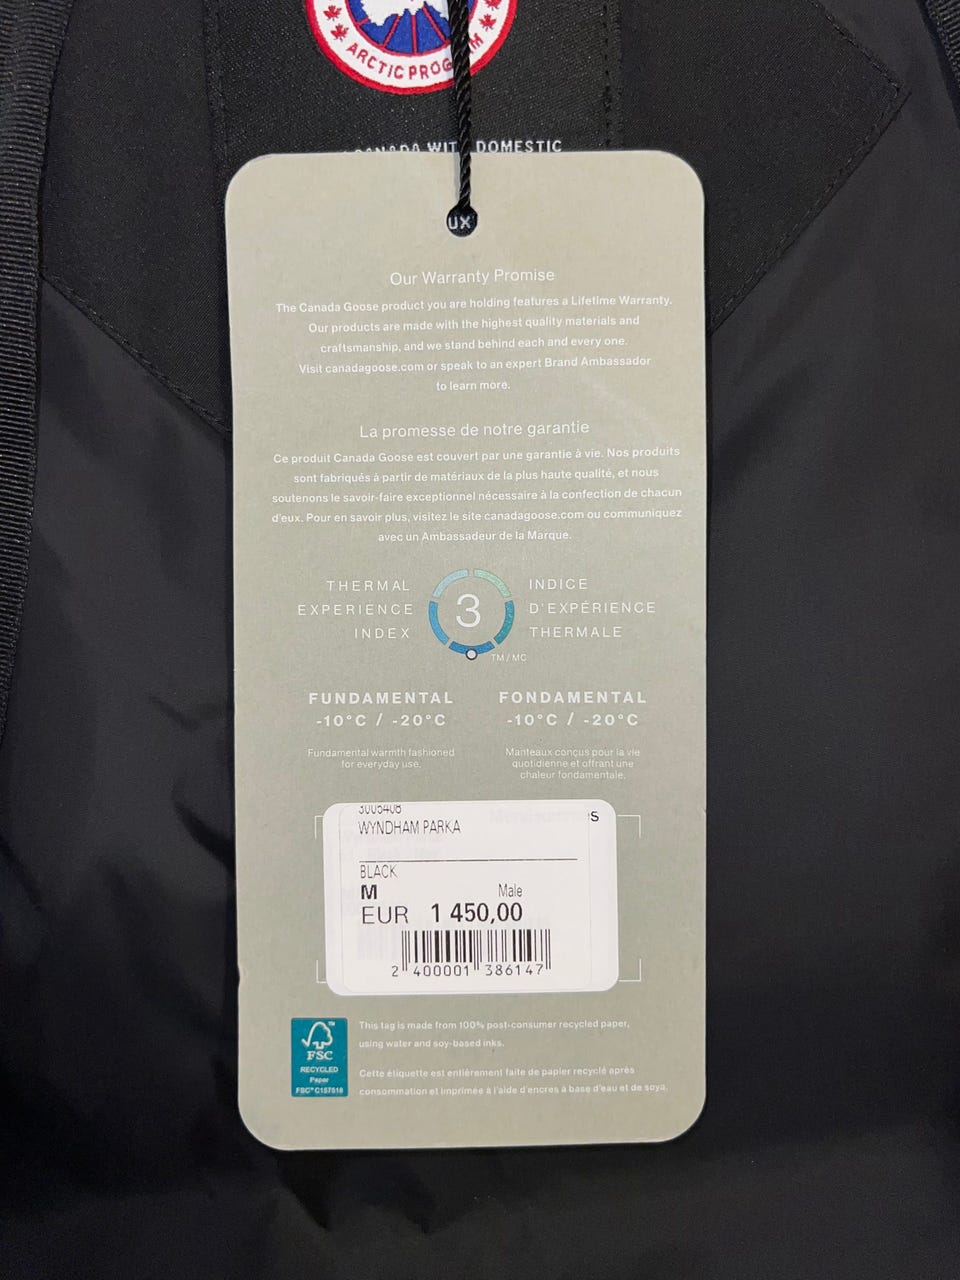 ARCTIC PROGRAM
CANADA WITH DOMESTIC
UX
Our Warranty Promise
The Canada Goose product you are holding features a Lifetime Warranty.
Our products are made with the highest quality materials and
craftsmanship, and we stand behind each and every one.
Visit canadagoose.com or speak to an expert Brand Ambassador
to learn more.
La promesse de notre garantie
Ce produit Canada Goose est couvert par une garantie à vie. Nos produits
sont fabriqués à partir de matériaux de la plus haute qualité, et nous
soutenons le savoir-faire exceptionnel nécessaire à la confection de chacun
d'eux. Pour en savoir plus, visitez le site canadagoose.com ou communiquez
avec un Ambassadeur de la Marque.
THERMAL
EXPERIENCE
INDEX
3
TM/MC
INDICE
D'EXPÉRIENCE
THERMALE
FUNDAMENTAL
-10°C / -20°C
Fundamental warmth fashioned
for everyday use.
FONDAMENTAL
-10°C / -20°C
Manteaux conçus pour la vie
quotidienne et offrant une
chaleur fondamentale.
3005408
S
WYNDHAM PARKA
BLACK
M Male
EUR 1 450,00
2 400001 386147
FSC
RECYCLED
Paper
FSC® C157518
This tag is made from 100% post-consumer recycled paper,
using water and soy-based inks.
Cette étiquette est entièrement faite de papier recyclé après
consommation et imprimée à l'aide d'encres à base d'eau et de soya.